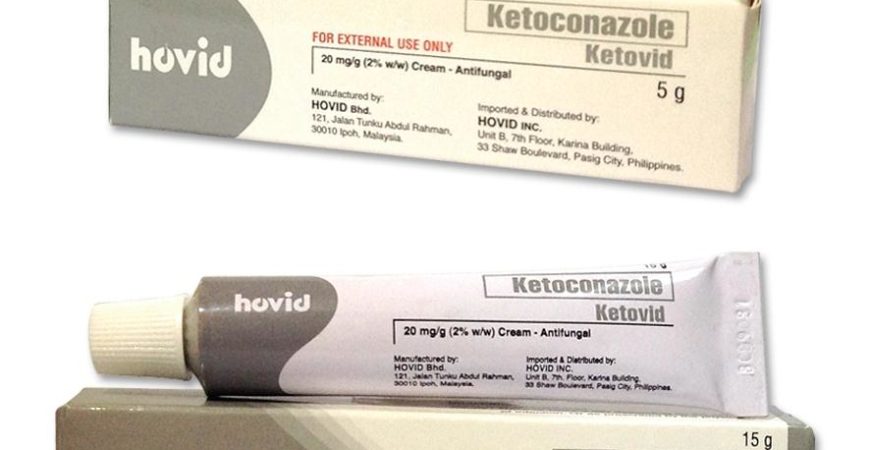 Ketoconazole
Ketovid
hovid
FOR EXTERNAL USE ONLY
20 mg/g (2% w/w) Cream - Antifungal
5 g
Manufactured by:
HOVID Bhd.
121, Jalan Tunku Abdul Rahman,
30010 Ipoh, Malaysia.
Imported & Distributed by:
HOVID INC.
Unit B, 7th Floor, Karina Building,
33 Shaw Boulevard, Pasig City, Philippines.
15 g
Ketoconazole
Ketovid
hovid
20 mg/g (2% w/w) Cream - Antifungal
Manufactured by:
HOVID Bhd.
121, Jalan Tunku Abdul Rahman,
30010 Ipoh, Malaysia.
Imported & Distributed by:
HOVID INC.
Unit B, 7th Floor, Karina Building,
33 Shaw Boulevard, Pasig City, Philippines.
15 g